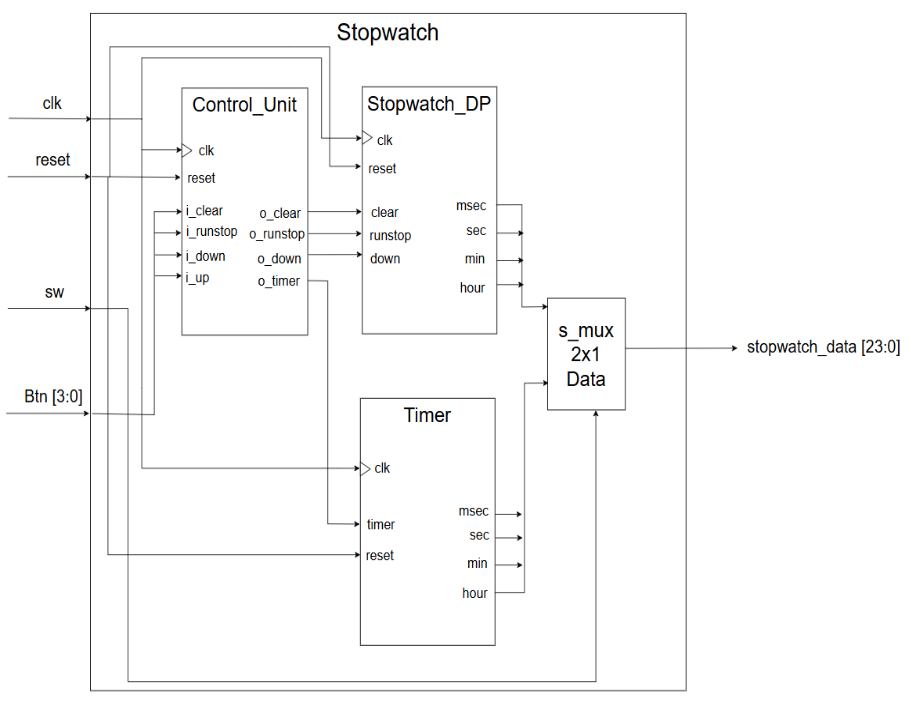 Stopwatch
clk
reset
sw
Btn [3:0]
Control_Unit
clk
reset
i_clear
i_runstop
i_down
i_up
o_clear
o_runstop
o_down
o_timer
Stopwatch_DP
clk
reset
clear
runstop
down
msec
sec
min
hour
s_mux
2x1
Data
stopwatch_data [23:0]
Timer
clk
timer
reset
msec
sec
min
hour